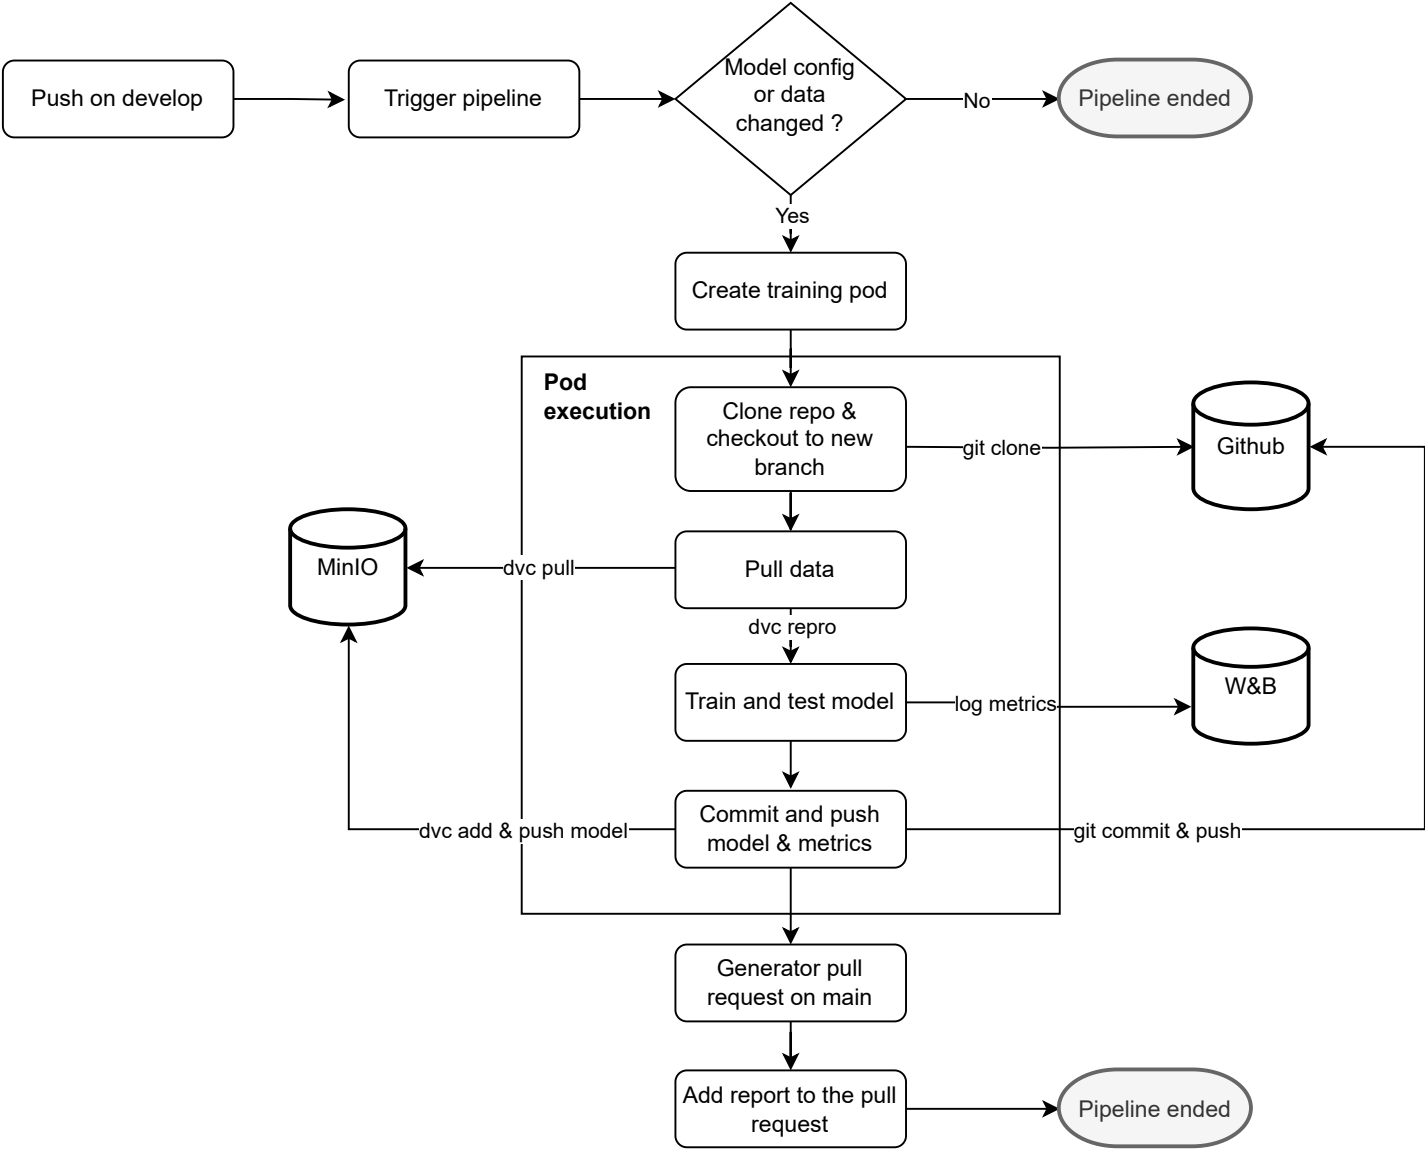 Push on develop
Trigger pipeline
Model config
or data
changed ?
No
Pipeline ended
Yes
Create training pod
Pod
execution
Clone repo &
checkout to new
branch
git clone
Github
MinIO
dvc pull
Pull data
dvc repro
Train and test model
log metrics
W&B
dvc add & push model
Commit and push
model & metrics
git commit & push
Generator pull
request on main
Add report to the pull
request
Pipeline ended